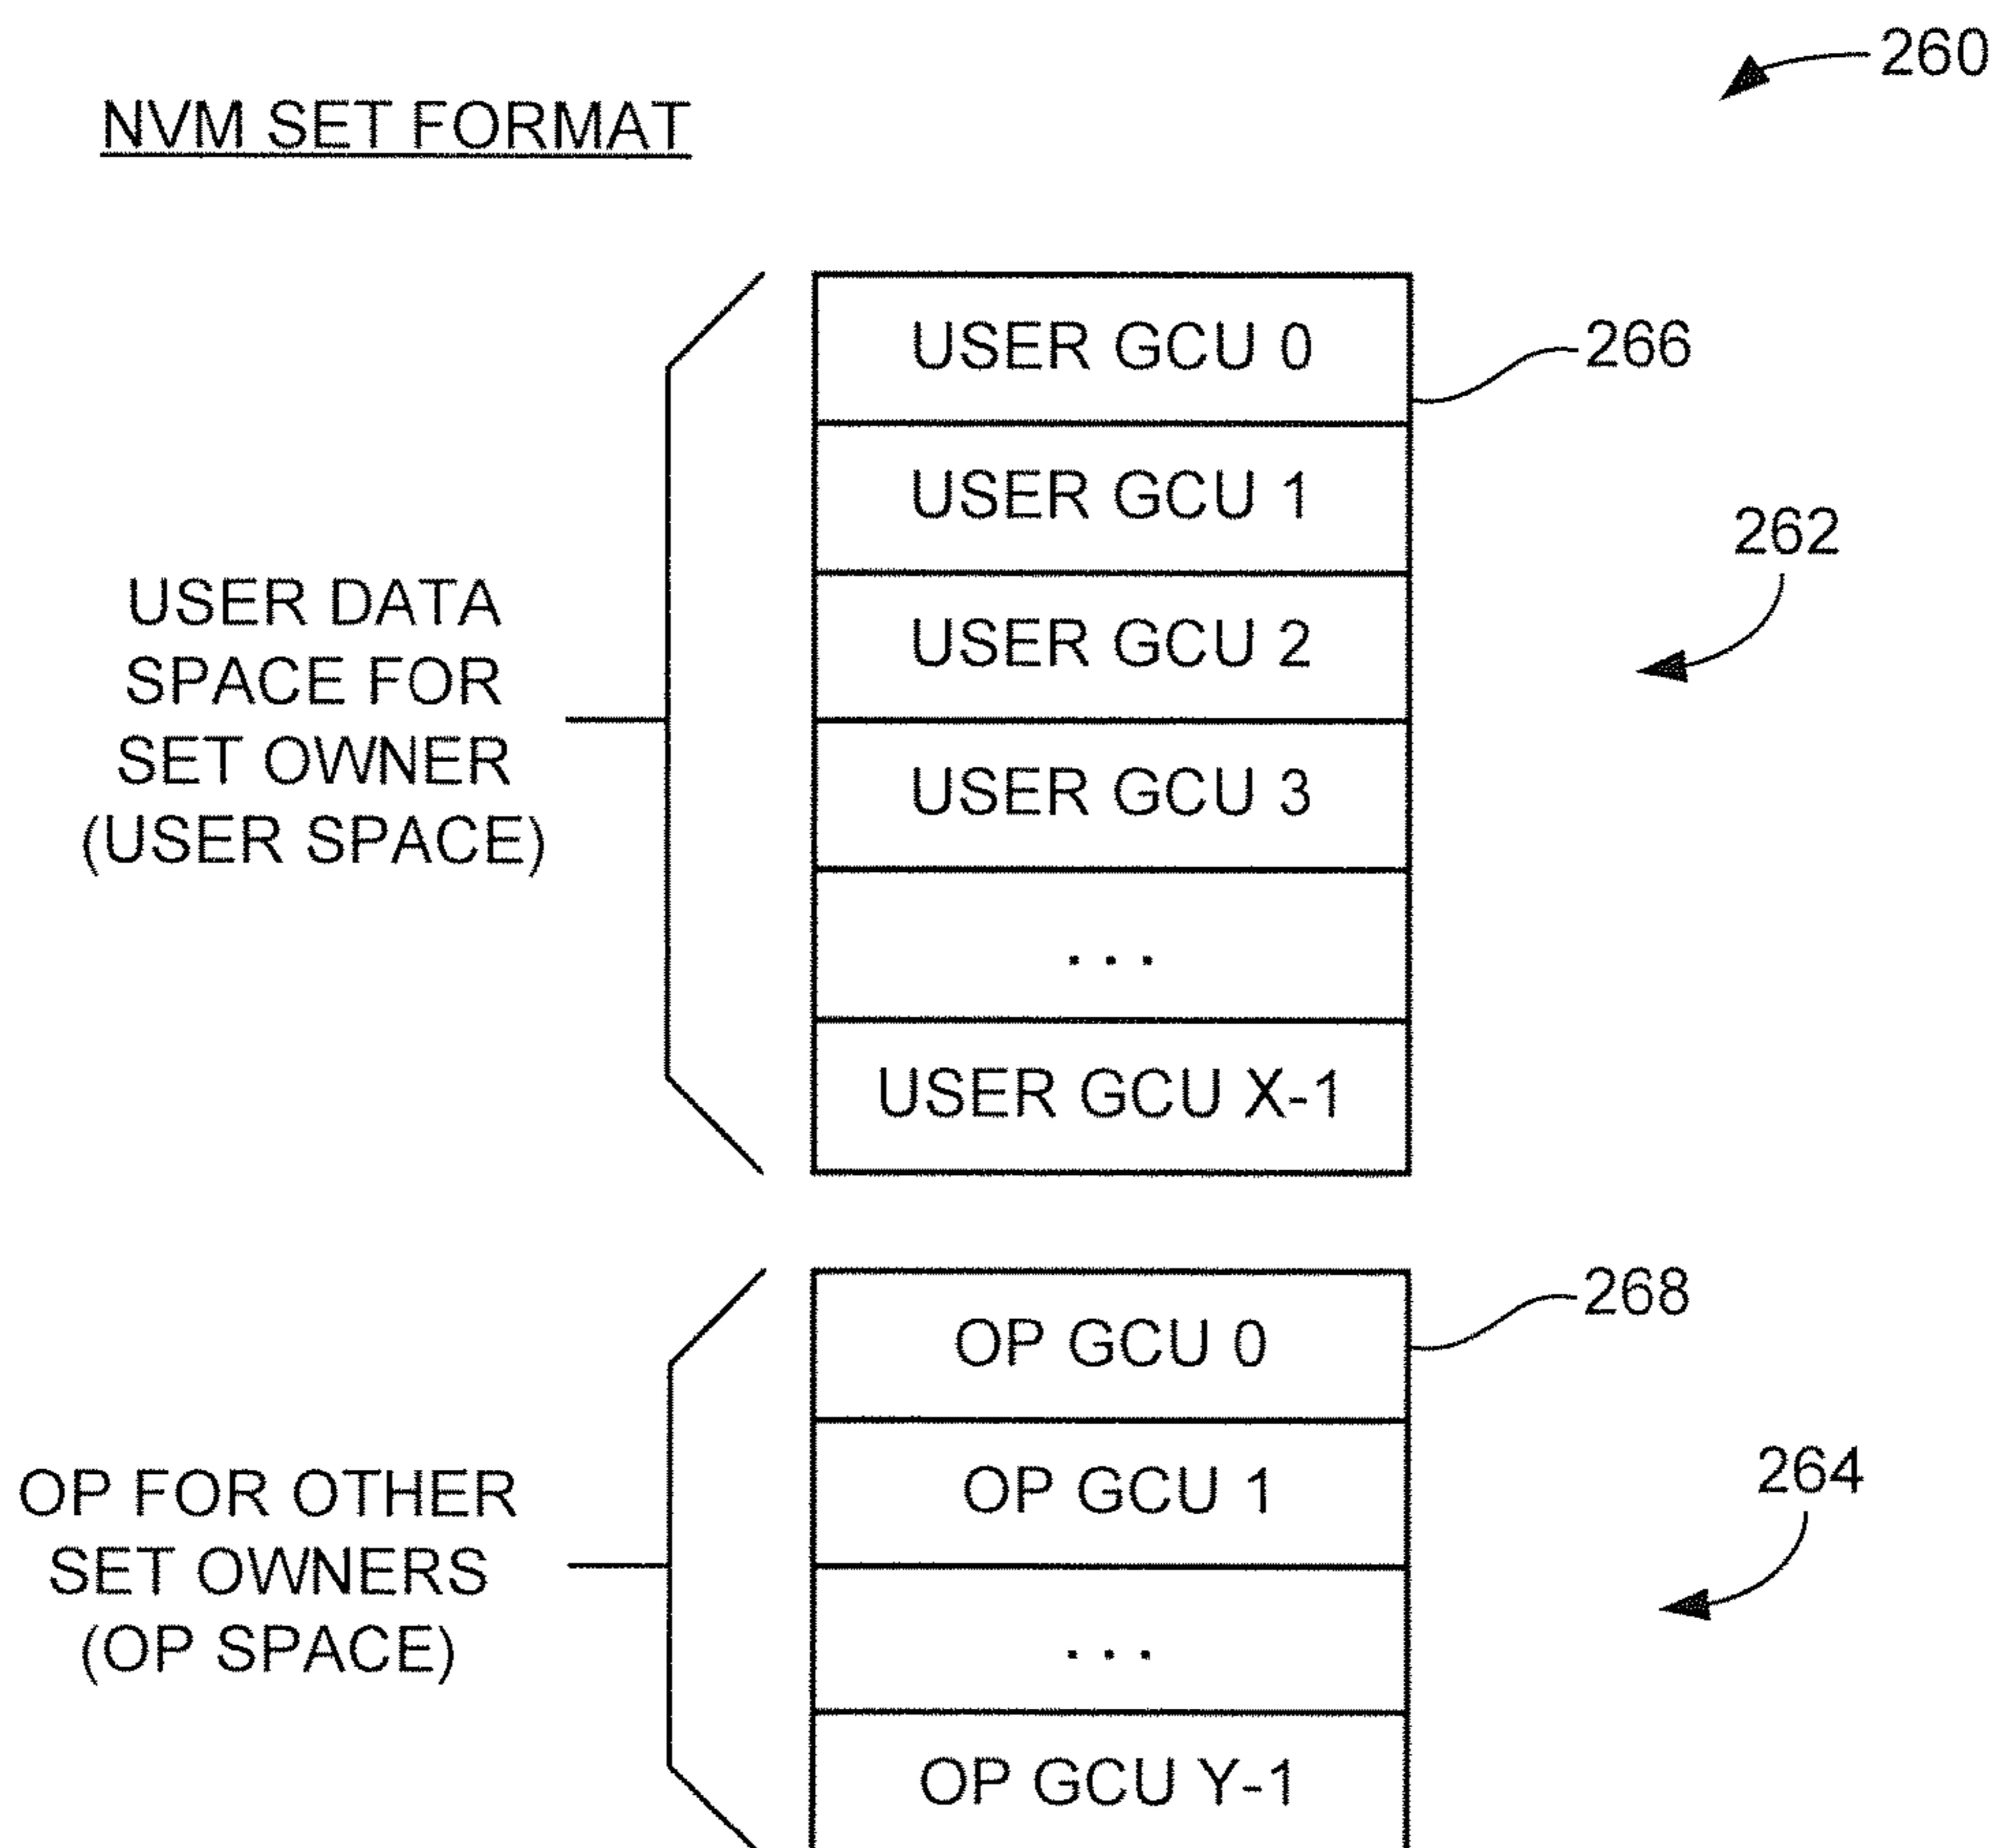 260
NVM SET FORMAT
USER GCU 0
266
USER GCU 1
262
USER DATA
SPACE FOR
SET OWNER
(USER SPACE)
USER GCU 2
USER GCU 3
. . .
USER GCU X-1
OP GCU 0
268
OP GCU 1
264
OP FOR OTHER
SET OWNERS
(OP SPACE)
. . .
OP GCU Y-1